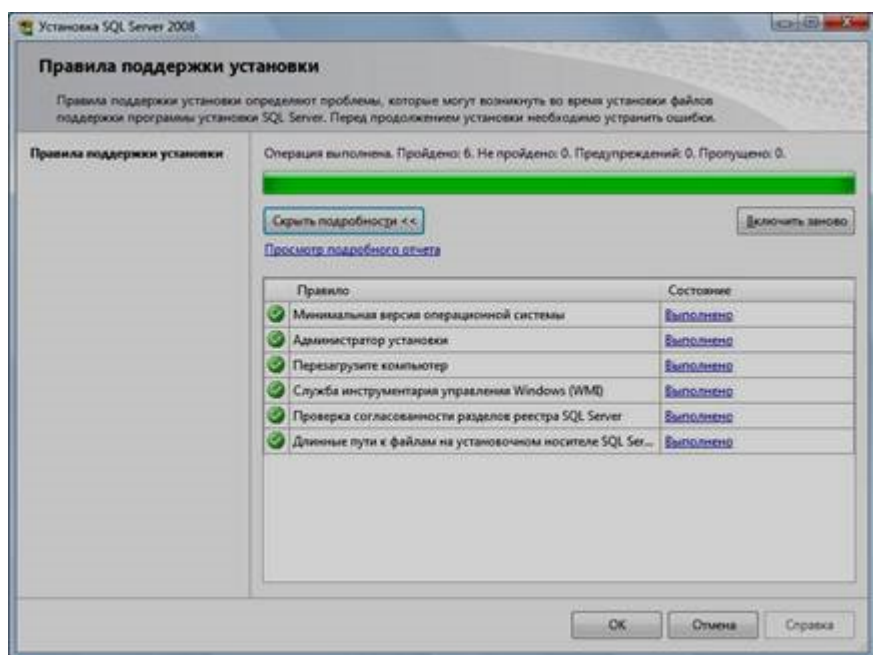 Установка SQL Server 2008
Правила поддержки установки
Правила поддержки установки определяют проблемы, которые могут возникнуть во время установки файлов
поддержки программы установки SQL Server. Перед продолжением установки необходимо устранить ошибки.
Правила поддержки установки
Операция выполнена. Пройдено: 6. Не пройдено: 0. Предупреждений: 0. Пропущено: 0.
Скрыть подробности <<
Включить заново
Просмотр подробного отчета
Правило Состояние
Минимальная версия операционной системы Выполнено
Администратор установки Выполнено
Перезагрузите компьютер Выполнено
Служба инструментария управления Windows (WMI) Выполнено
Проверка согласованности разделов реестра SQL Server Выполнено
Длинные пути к файлам на установочном носителе SQL Ser... Выполнено
ОК Отмена Справка